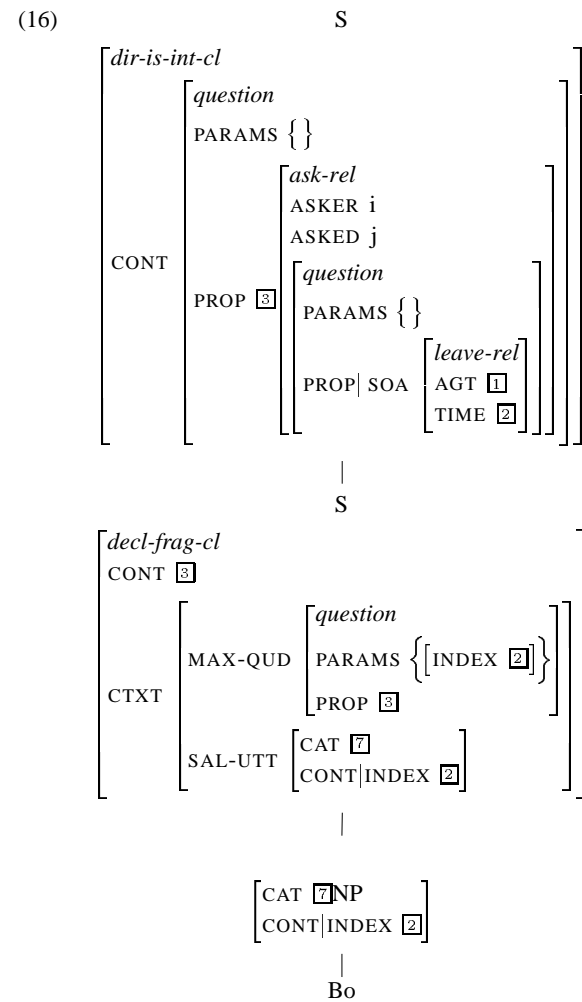 (16) S
dir-is-int-cl
question
PARAMS { }
ask-rel
ASKER i
ASKED j
CONT
question
PROP 3
PARAMS { }
leave-rel
PROP| SOA AGT 1
TIME 2
|
S
decl-frag-cl
CONT 3
question
MAX-QUD PARAMS {[INDEX 2]}
PROP 3
CTXT
SAL-UTT CAT 7
CONT|INDEX 2
|
CAT 7NP
CONT|INDEX 2
|
Bo